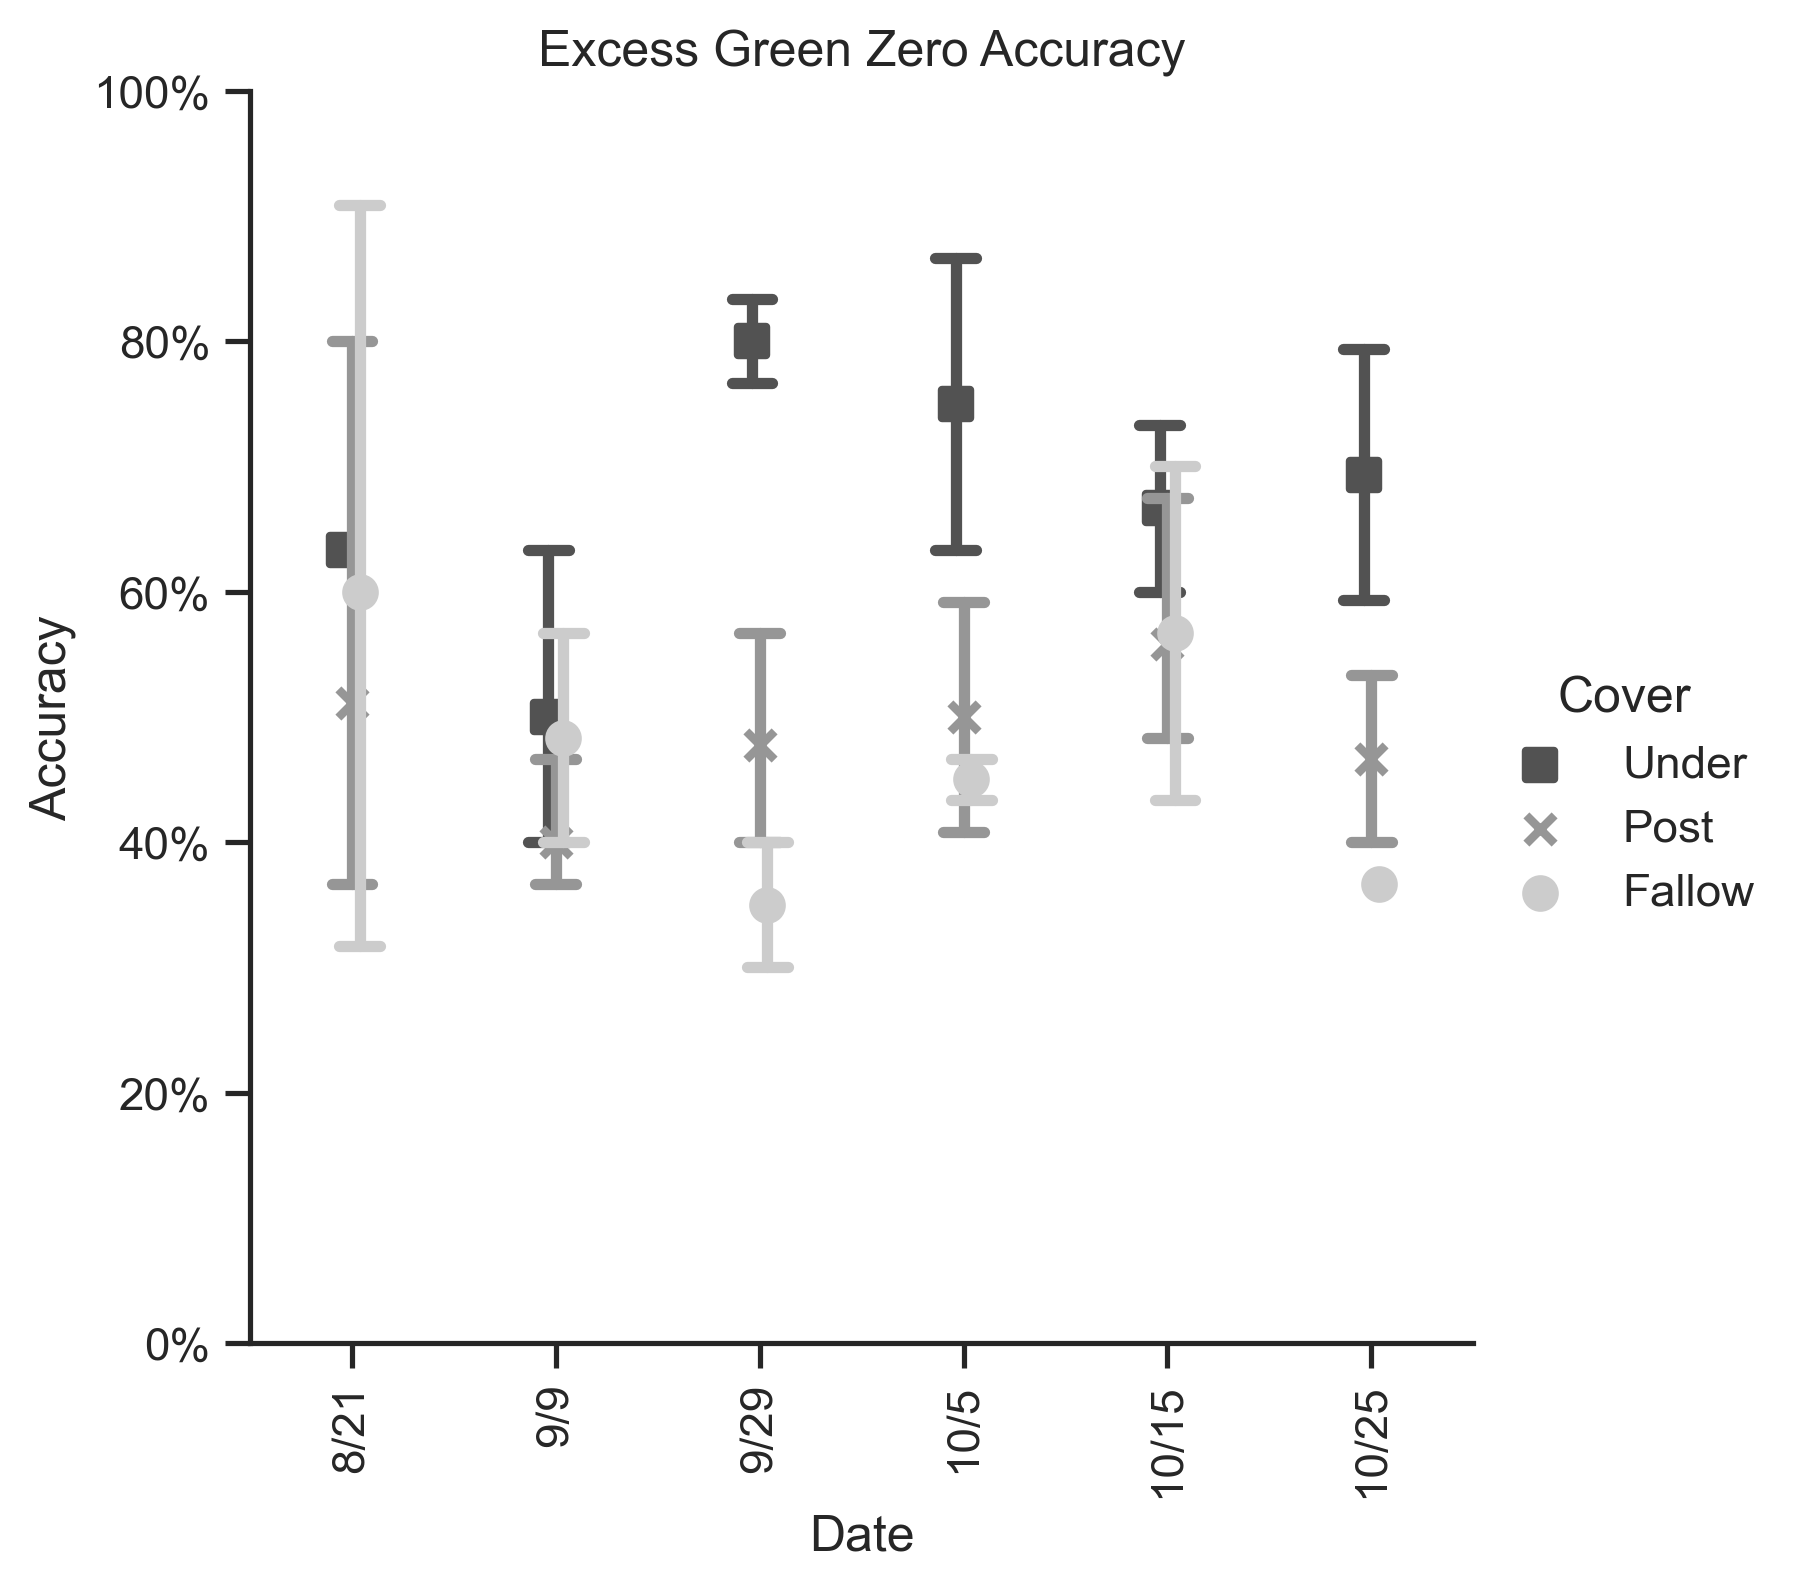 Excess Green Zero Accuracy
100%
80%
60%
40%
20%
0%
Accuracy
8/21
9/9
9/29
10/5
10/15
10/25
Date
Cover
Under
Post
Fallow